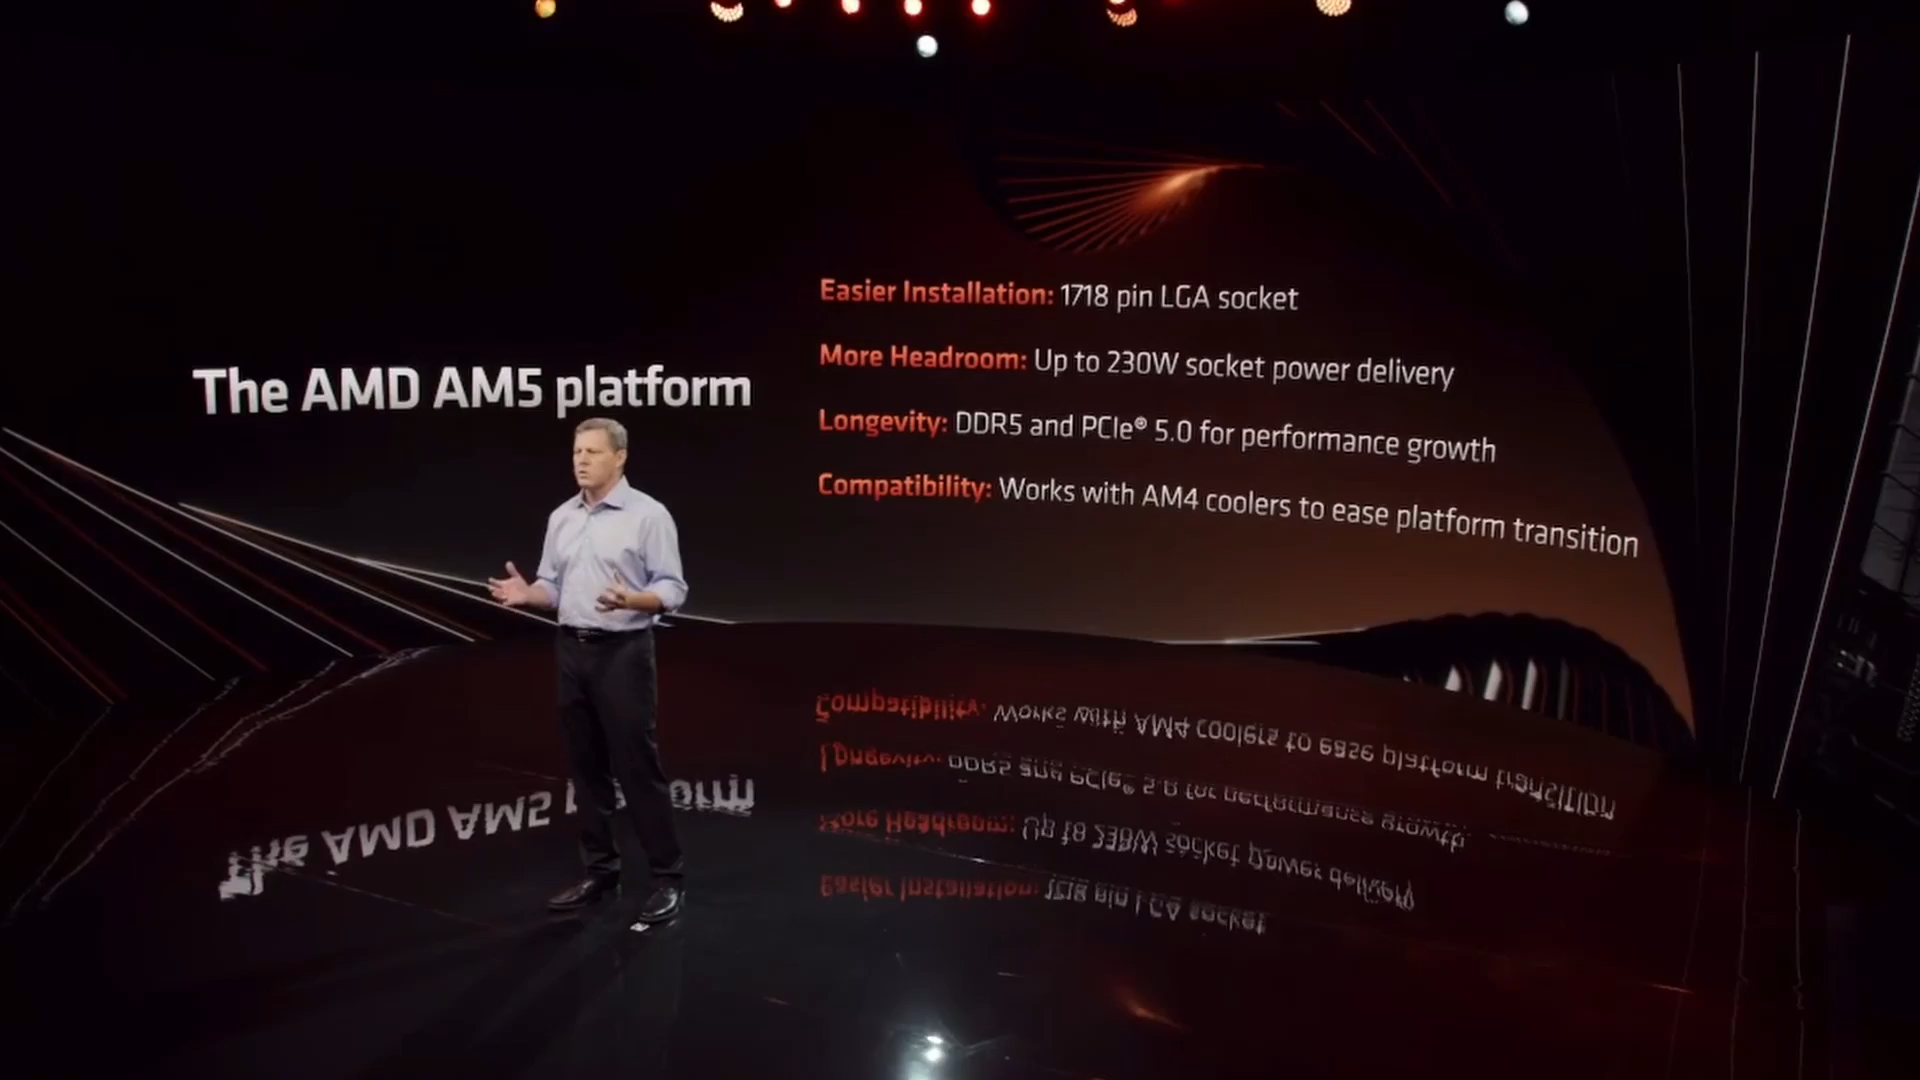 The AMD AM5 platform
Easier Installation: 1718 pin LGA socket
More Headroom: Up to 230W socket power delivery
Longevity: DDR5 and PCIe® 5.0 for performance growth
Compatibility: Works with AM4 coolers to ease platform transition